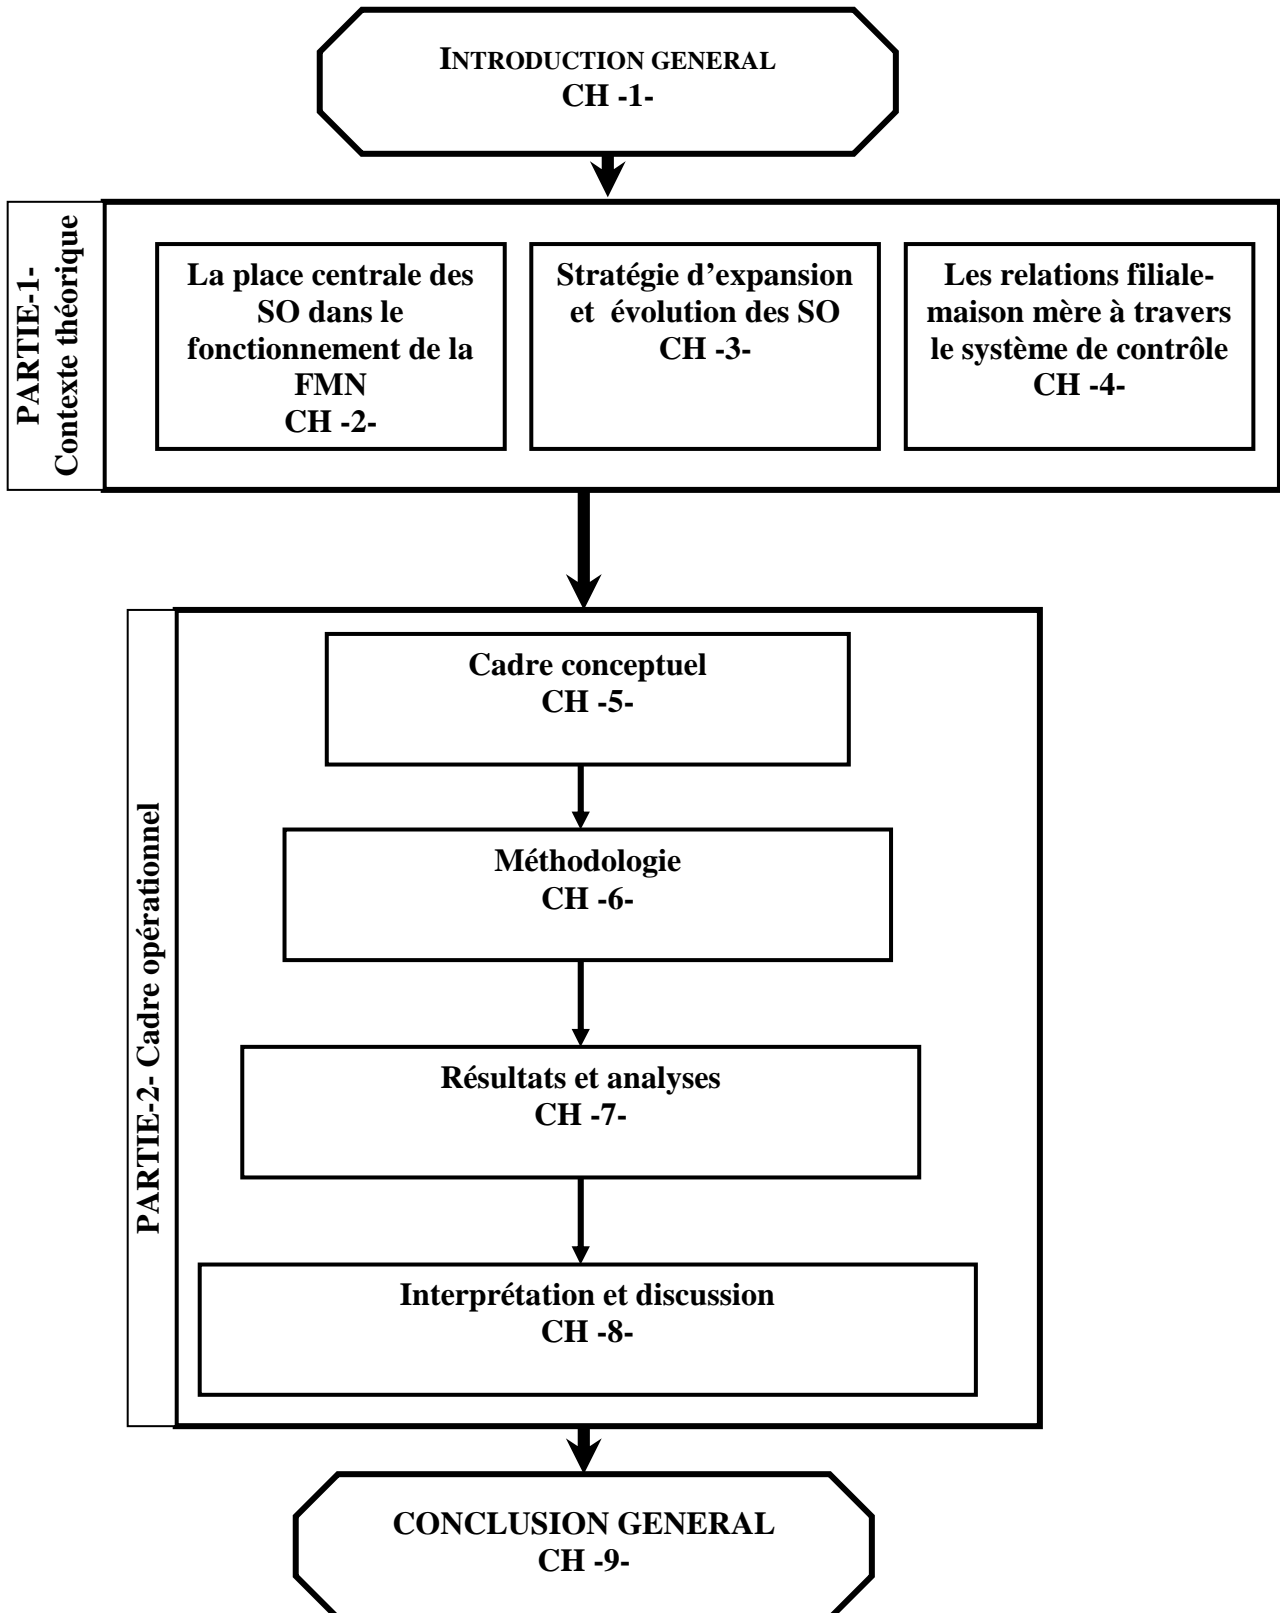 INTRODUCTION GENERAL
CH -1-
PARTIE-1-
Contexte théorique
La place centrale des
SO dans le
fonctionnement de la
FMN
CH -2-
Stratégie d’expansion
et évolution des SO
CH -3-
Les relations filiale-
maison mère à travers
le système de contrôle
CH -4-
PARTIE-2- Cadre opérationnel
Cadre conceptuel
CH -5-
Méthodologie
CH -6-
Résultats et analyses
CH -7-
Interprétation et discussion
CH -8-
CONCLUSION GENERAL
CH -9-